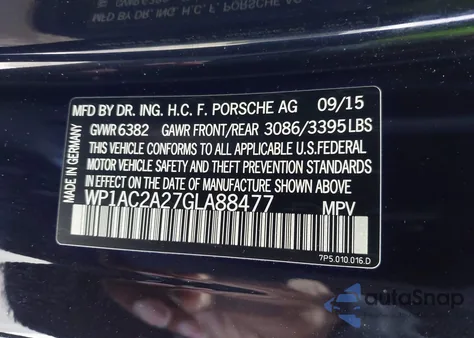 MFD BY DR. ING. H.C. F. PORSCHE AG 09/15
GVWR 6382 GAWR FRONT/REAR 3086/3395LBS
THIS VEHICLE CONFORMS TO ALL APPLICABLE U.S.FEDERAL
MOTOR VEHICLE SAFETY AND THEFT PREVENTION STANDARDS
IN EFFECT ON THE DATE OF MANUFACTURE SHOWN ABOVE.
WP1AC2A27GLA88477 MPV
MADE IN GERMANY
7P5.010.016.D
autoSnap